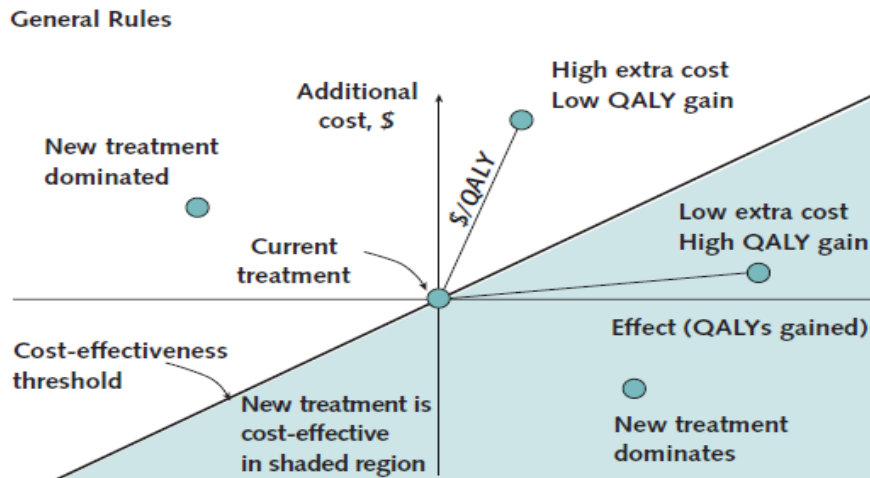 General Rules
High extra cost
Low QALY gain
Additional
cost, $
New treatment
dominated
$/QALY
Low extra cost
High QALY gain
Current
treatment
Effect (QALYs gained)
Cost-effectiveness
threshold
New treatment is
cost-effective
in shaded region
New treatment
dominates